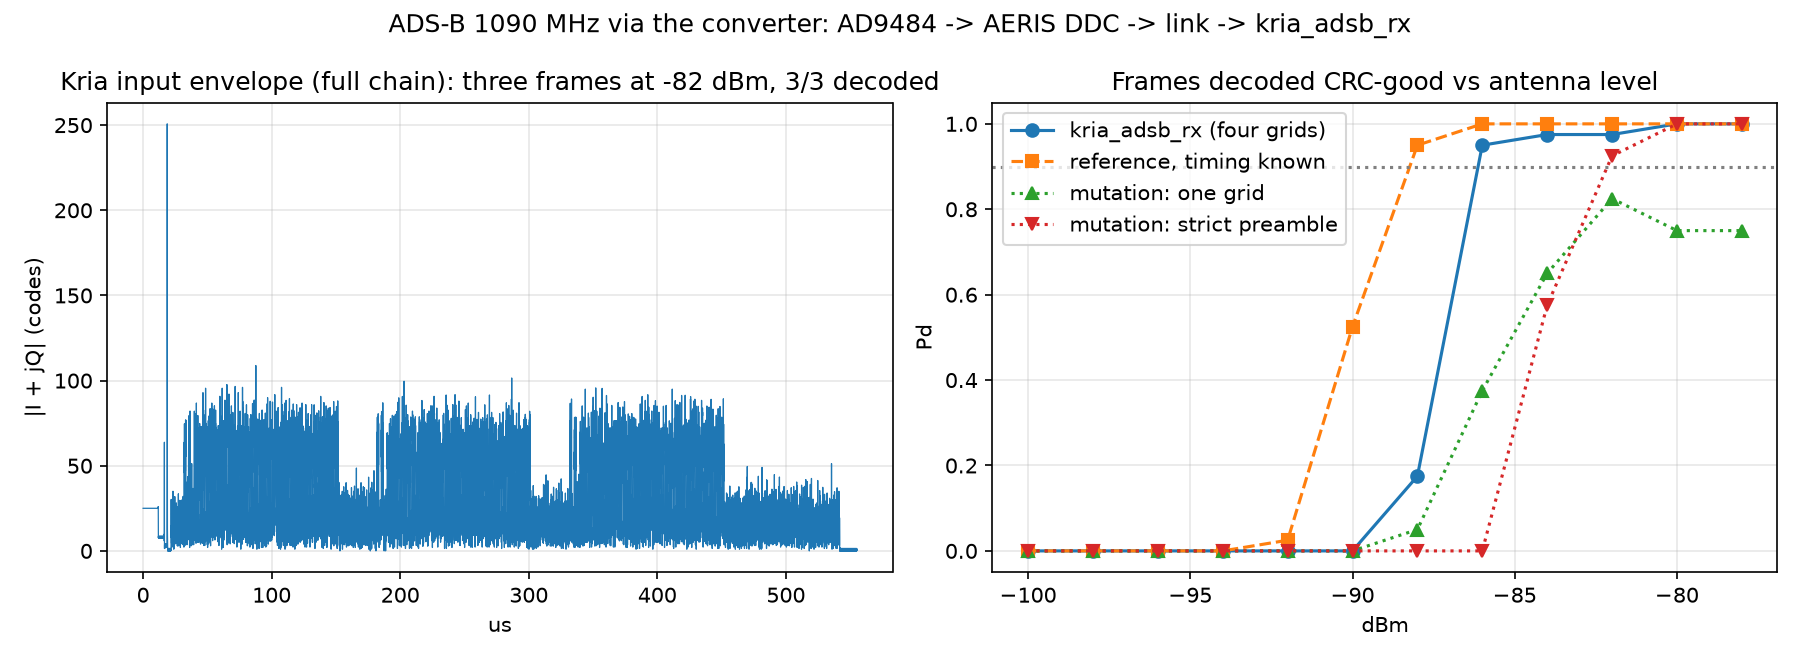 ADS-B 1090 MHz via the converter: AD9484 -> AERIS DDC -> link -> kria_adsb_rx
Kria input envelope (full chain): three frames at -82 dBm, 3/3 decoded
|I + jQ| (codes)
250
200
150
100
50
0
0
100
200
300
400
500
us
Frames decoded CRC-good vs antenna level
Pd
1.0
0.8
0.6
0.4
0.2
0.0
kria_adsb_rx (four grids)
reference, timing known
mutation: one grid
mutation: strict preamble
−100
−95
−90
−85
−80
dBm